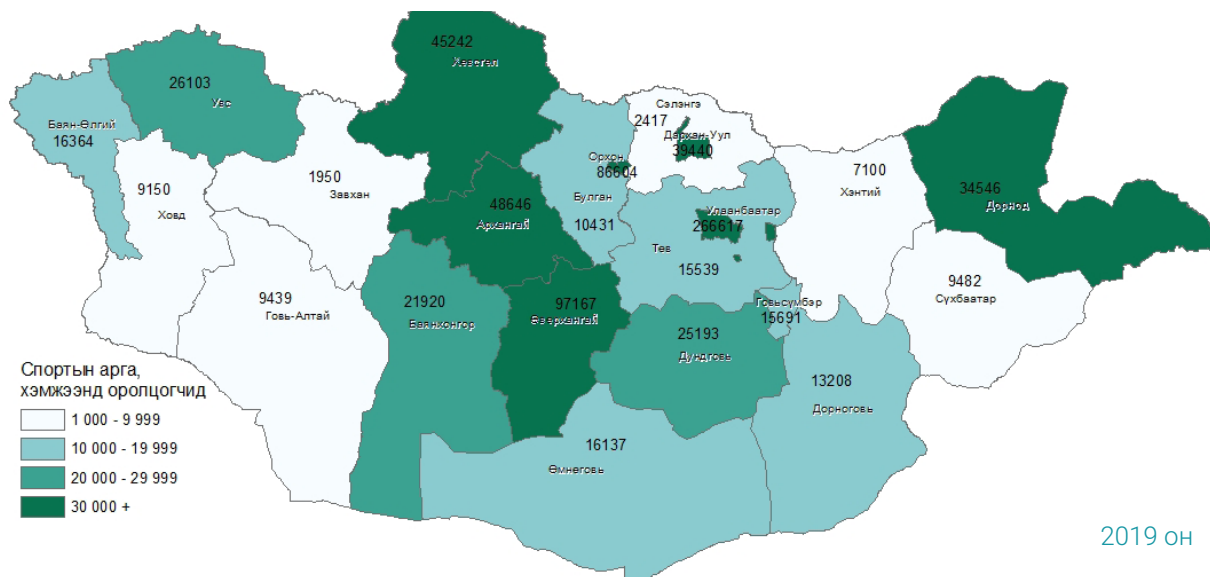 45242
Хөвсгөл
26103
Увс
Баян-Өлгий
16364
Сэлэнгэ
2417
Дархан-Уул
39440
Орхон
86604
9150
Ховд
1950
Завхан
7100
Хэнтий
34546
Дорнод
48646
Архангай
Булган
10431
Улаанбаатар
266617
Төв
15539
9439
Говь-Алтай
21920
Баянхонгор
97167
Өвөрхангай
Говьсүмбэр
15691
9482
Сүхбаатар
25193
Дундговь
13208
Дорноговь
16137
Өмнөговь
Спортын арга,
хэмжээнд оролцогчид
1 000 - 9 999
10 000 - 19 999
20 000 - 29 999
30 000 +
2019 он